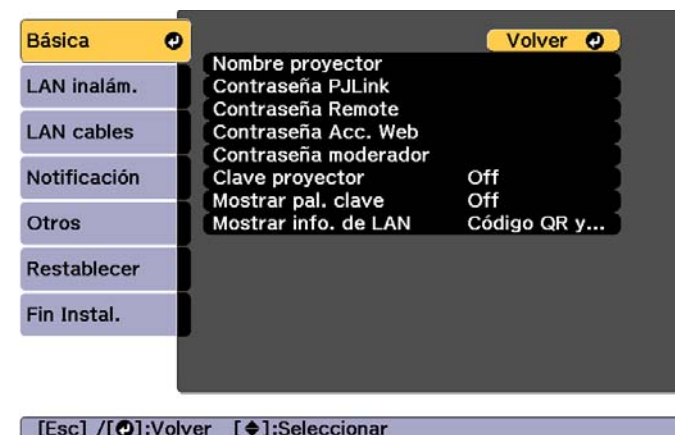 Básica
LAN inalám.
LAN cables
Notificación
Otros
Restablecer
Fin Instal.
Volver
Nombre proyector
Contraseña PJLink
Contraseña Remote
Contraseña Acc. Web
Contraseña moderador
Clave proyector Off
Mostrar pal. clave Off
Mostrar info. de LAN Código QR y...
[Esc] /[⏎]:Volver [◆]:Seleccionar